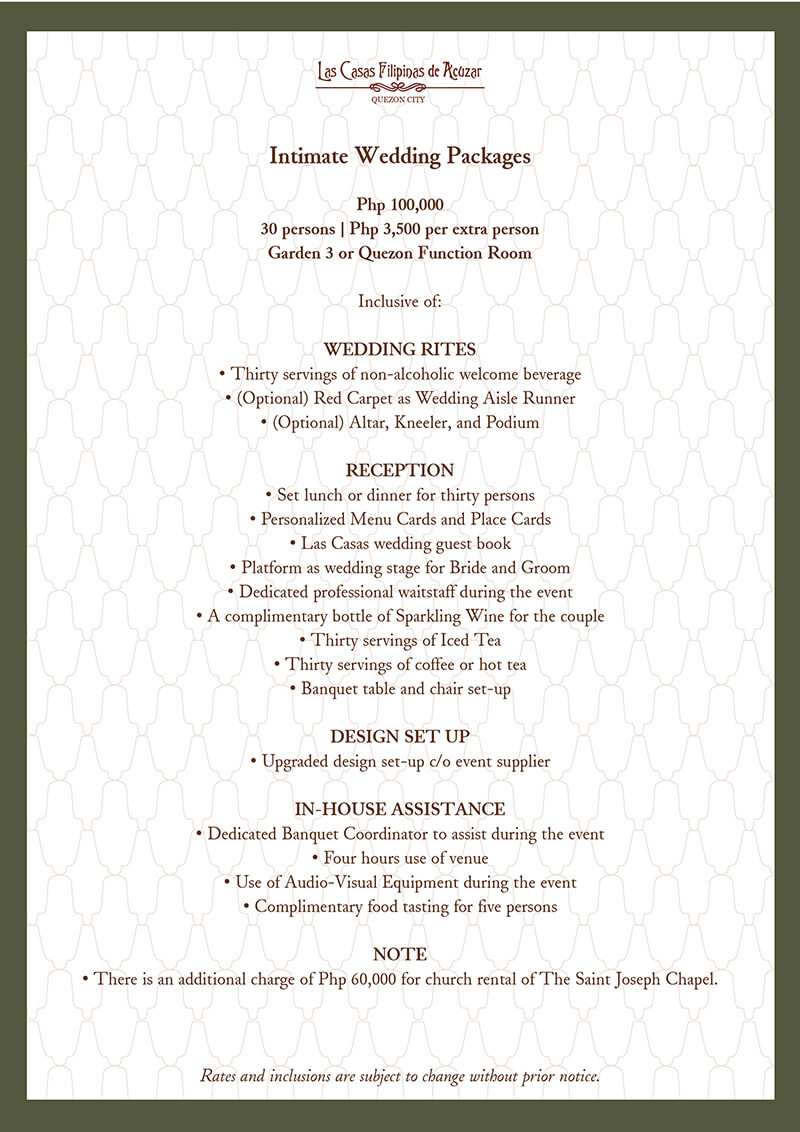 Las Casas Filipinas de Acúzar
QUEZON CITY
Intimate Wedding Packages
Php 100,000
30 persons | Php 3,500 per extra person
Garden 3 or Quezon Function Room
Inclusive of:
WEDDING RITES
• Thirty servings of non-alcoholic welcome beverage
• (Optional) Red Carpet as Wedding Aisle Runner
• (Optional) Altar, Kneeler, and Podium
RECEPTION
• Set lunch or dinner for thirty persons
• Personalized Menu Cards and Place Cards
• Las Casas wedding guest book
• Platform as wedding stage for Bride and Groom
• Dedicated professional waitstaff during the event
• A complimentary bottle of Sparkling Wine for the couple
• Thirty servings of Iced Tea
• Thirty servings of coffee or hot tea
• Banquet table and chair set-up
DESIGN SET UP
• Upgraded design set-up c/o event supplier
IN-HOUSE ASSISTANCE
• Dedicated Banquet Coordinator to assist during the event
• Four hours use of venue
• Use of Audio-Visual Equipment during the event
• Complimentary food tasting for five persons
NOTE
• There is an additional charge of Php 60,000 for church rental of The Saint Joseph Chapel.
Rates and inclusions are subject to change without prior notice.